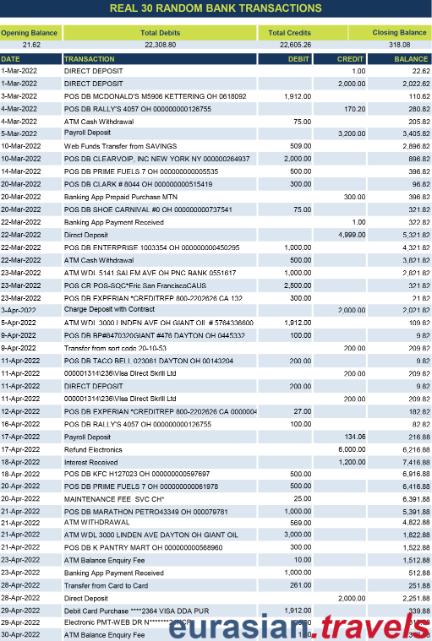 REAL 30 RANDOM BANK TRANSACTIONS
Opening Balance Total Debits Total Credits Closing Balance
21.62 22,308.80 22,605.26 318.08
DATE TRANSACTION DEBIT CREDIT BALANCE
1-Mar-2022 DIRECT DEPOSIT 1.00 22.62
1-Mar-2022 DIRECT DEPOSIT 2,000.00 2,022.62
3-Mar-2022 POS DB MCDONALD'S M5906 KETTERING OH 0618092 1,912.00 110.62
4-Mar-2022 POS DB RALLY'S 4057 OH 000000000126755 170.20 280.82
4-Mar-2022 ATM Cash Withdrawal 75.00 205.82
5-Mar-2022 Payroll Deposit 3,200.00 3,405.82
10-Mar-2022 Web Funds Transfer from SAVINGS 509.00 2,896.82
10-Mar-2022 POS DB CLEARVOIP, INC NEW YORK NY 000000264937 2,000.00 896.82
14-Mar-2022 POS DB PRIME FUELS 7 OH 000000000005535 500.00 396.82
20-Mar-2022 POS DB CLARK # 8044 OH 000000000515419 300.00 96.82
20-Mar-2022 Banking App Prepaid Purchase MTN 300.00 396.82
20-Mar-2022 POS DB SHOE CARNIVAL #0 OH 000000000737541 75.00 321.82
22-Mar-2022 Banking App Payment Received 1.00 322.82
22-Mar-2022 Direct Deposit 4,999.00 5,321.82
22-Mar-2022 POS DB ENTERPRISE 1003354 OH 000000000450295 1,000.00 4,321.82
22-Mar-2022 ATM Cash Withdrawal 500.00 3,821.82
23-Mar-2022 ATM WDL 5141 SALEM AVE OH PNC BANK 0551617 1,000.00 2,821.82
23-Mar-2022 POS CR POS-SQC*Eric San FranciscoCAUS 2,500.00 321.82
23-Mar-2022 POS DB EXPERIAN *CREDITREP 800-2202626 CA 132 300.00 21.82
3-Apr-2022 Charge Deposit with Contract 2,000.00 2,021.82
5-Apr-2022 ATM WDL 3000 LINDEN AVE OH GIANT OIL # 5764336600 1,912.00 109.82
6-Apr-2022 POS DB BP#6470320GIANT #476 DAYTON OH 0445332 100.00 9.82
9-Apr-2022 Transfer from sort code 20-10-53 200.00 209.82
11-Apr-2022 POS DB TACO BELL 023061 DAYTON OH 00143204 200.00 9.82
11-Apr-2022 000001314\236\Visa Direct Skrill Ltd 200.00 209.82
11-Apr-2022 DIRECT DEPOSIT 200.00 9.82
11-Apr-2022 000001314\236\Visa Direct Skrill Ltd 200.00 209.82
12-Apr-2022 POS DB EXPERIAN *CREDITREP 800-2202626 CA 0000004 27.00 182.82
16-Apr-2022 POS DB RALLY'S 4057 OH 000000000126755 100.00 82.82
17-Apr-2022 Payroll Deposit 134.06 216.88
17-Apr-2022 Refund Electronics 6,000.00 6,216.88
18-Apr-2022 Interest Received 1,200.00 7,416.88
18-Apr-2022 POS DB KFC H127023 OH 000000000597697 500.00 6,916.88
20-Apr-2022 POS DB PRIME FUELS 7 OH 000000000061978 500.00 6,416.88
20-Apr-2022 MAINTENANCE FEE SVC CH* 25.00 6,391.88
21-Apr-2022 POS DB MARATHON PETRO43349 OH 000079781 1,000.00 5,391.88
21-Apr-2022 ATM WITHDRAWAL 569.00 4,822.88
21-Apr-2022 ATM WDL 3000 LINDEN AVE DAYTON OH GIANT OIL 3,000.00 1,822.88
21-Apr-2022 POS DB K PANTRY MART OH 000000000568960 300.00 1,522.88
23-Apr-2022 ATM Balance Enquiry Fee 10.00 1,512.88
23-Apr-2022 Banking App Payment Received 1,000.00 512.88
26-Apr-2022 Transfer from Card to Card 261.00 251.88
28-Apr-2022 Direct Deposit 2,000.00 2,251.88
29-Apr-2022 Debit Card Purchase ****2364 VISA DDA PUR 1,912.00 339.88
29-Apr-2022 Electronic PMT-WEB DR
30-Apr-2022 ATM Balance Enquiry Fee
eurasian.travels